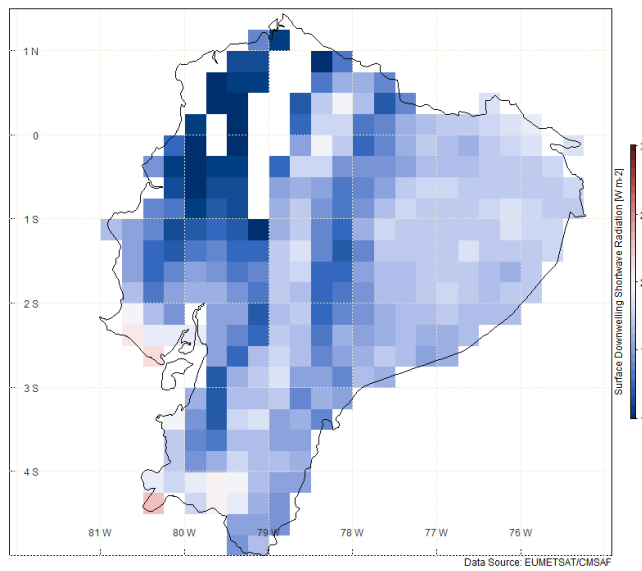 1 N
0
1 S
2 S
3 S
4 S
81 W
80 W
79 W
78 W
77 W
76 W
Surface Downwelling Shortwave Radiation [W m-2]
Data Source: EUMETSAT/CMSAF